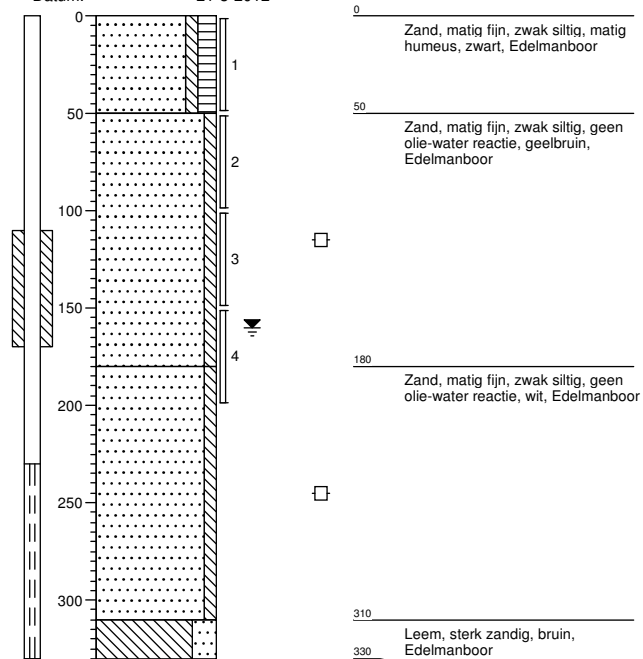 0
0
Zand, matig fijn, zwak siltig, matig
humeus, zwart, Edelmanboor
1
50
50
Zand, matig fijn, zwak siltig, geen
olie-water reactie, geelbruin,
Edelmanboor
2
100
3
150
4
180
Zand, matig fijn, zwak siltig, geen
olie-water reactie, wit, Edelmanboor
200
250
300
310
Leem, sterk zandig, bruin,
Edelmanboor
330